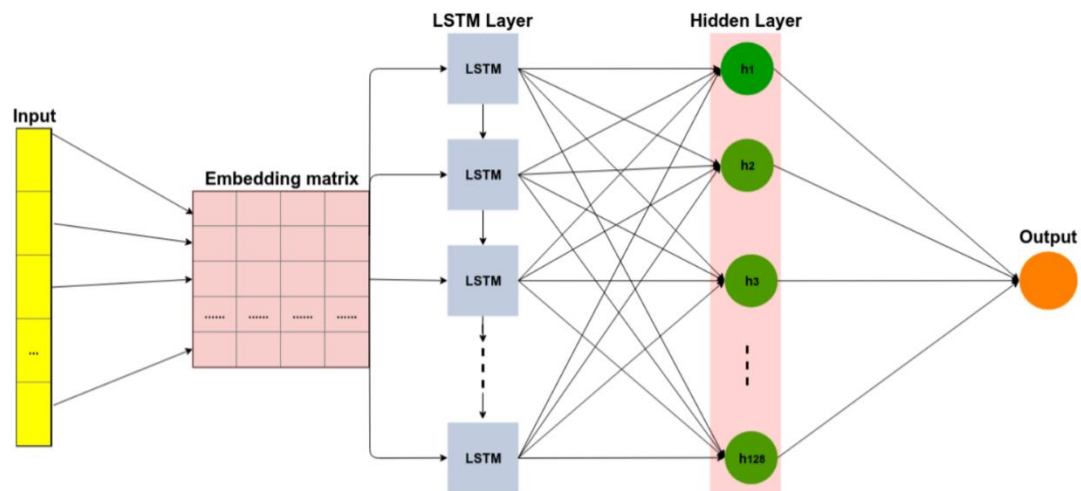 LSTM Layer
Hidden Layer
Input
Embedding matrix
Output
LSTM
LSTM
LSTM
LSTM
h1
h2
h3
h128
...
...... ...... ...... ......